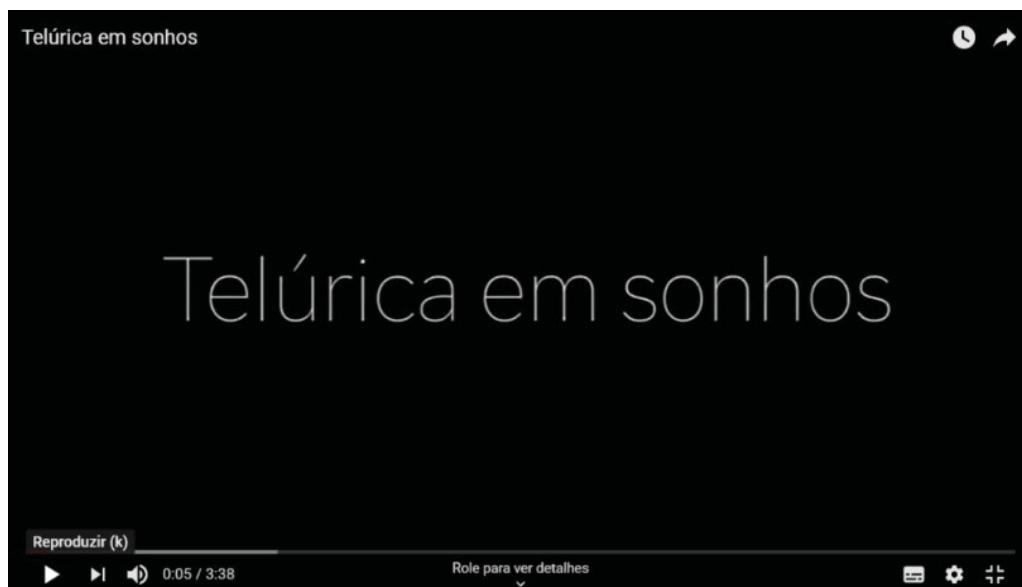 Telúrica em sonhos
Telúrica em sonhos
Reproduzir (k)
0:05 / 3:38
Role para ver detalhes